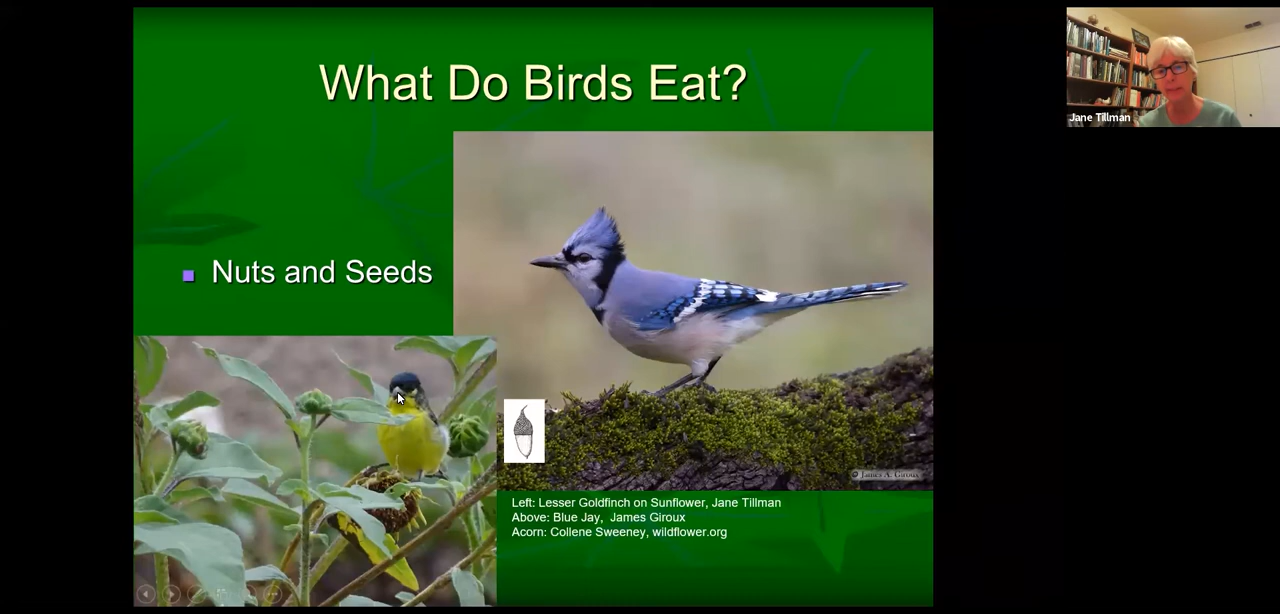 What Do Birds Eat?
Jane Tillman
Nuts and Seeds
© James A. Giroux
Left: Lesser Goldfinch on Sunflower, Jane Tillman
Above: Blue Jay,  James Giroux
Acorn: Collene Sweeney, wildflower.org